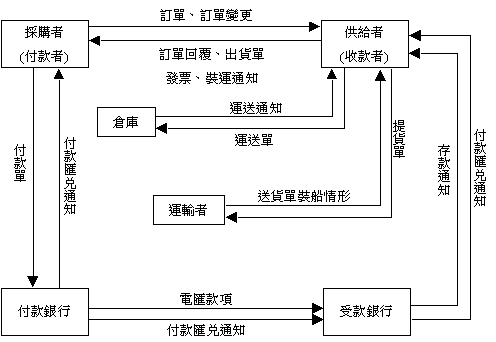 訂單、訂單變更
採購者
(付款者)
供給者
(收款者)
訂單回覆、出貨單
發票、裝運通知
倉庫
運送通知
運送單
付款單
付款匯兌通知
提貨單
存款通知
付款匯兌通知
運輸者
送貨單裝船情形
付款銀行
電匯款項
付款匯兌通知
受款銀行